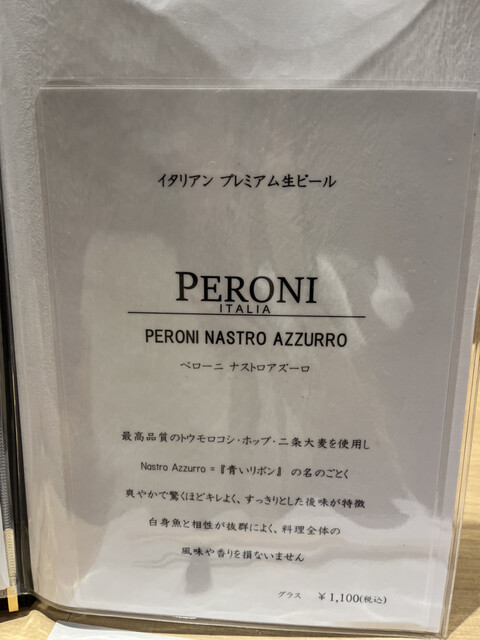 イタリアン プレミアム生ビール
PERONI
ITALIA
PERONI NASTRO AZZURRO
ペローニ ナストロアズーロ
最高品質のトウモロコシ･ホップ･二条大麦を使用し
Nastro Azzurro =『青いリボン』 の名のごとく
爽やかで驚くほどキレよく、すっきりとした後味が特徴
白身魚と相性が抜群によく、料理全体の
風味や香りを損ないません
グラス ￥1,100(税込)